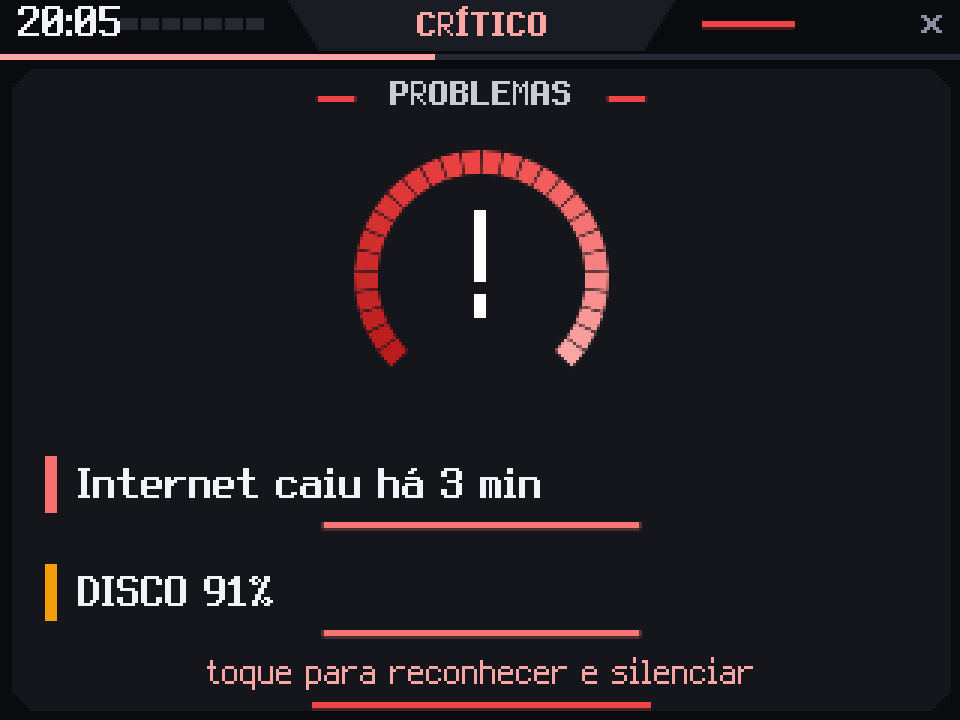 20:05
CRÍTICO
x
PROBLEMAS
!
Internet caiu há 3 min
DISCO 91%
toque para reconhecer e silenciar